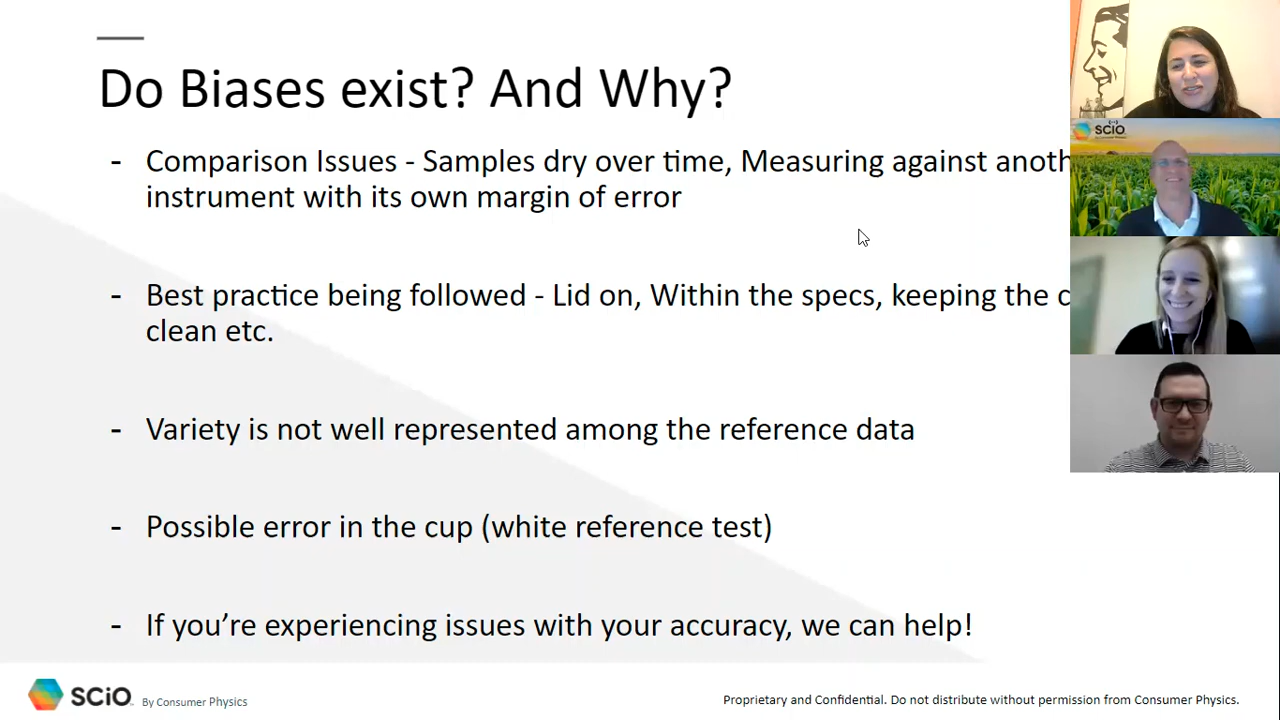 Do Biases exist? And Why?
- Comparison Issues - Samples dry over time, Measuring against
instrument with its own margin of error
- Best practice being followed - Lid on, Within the specs, keeping the
clean etc.
- Variety is not well represented among the reference data
- Possible error in the cup (white reference test)
- If you’re experiencing issues with your accuracy, we can help!
SCiO
SCiO By Consumer Physics
Proprietary and Confidential. Do not distribute without permission from Consumer Physics.